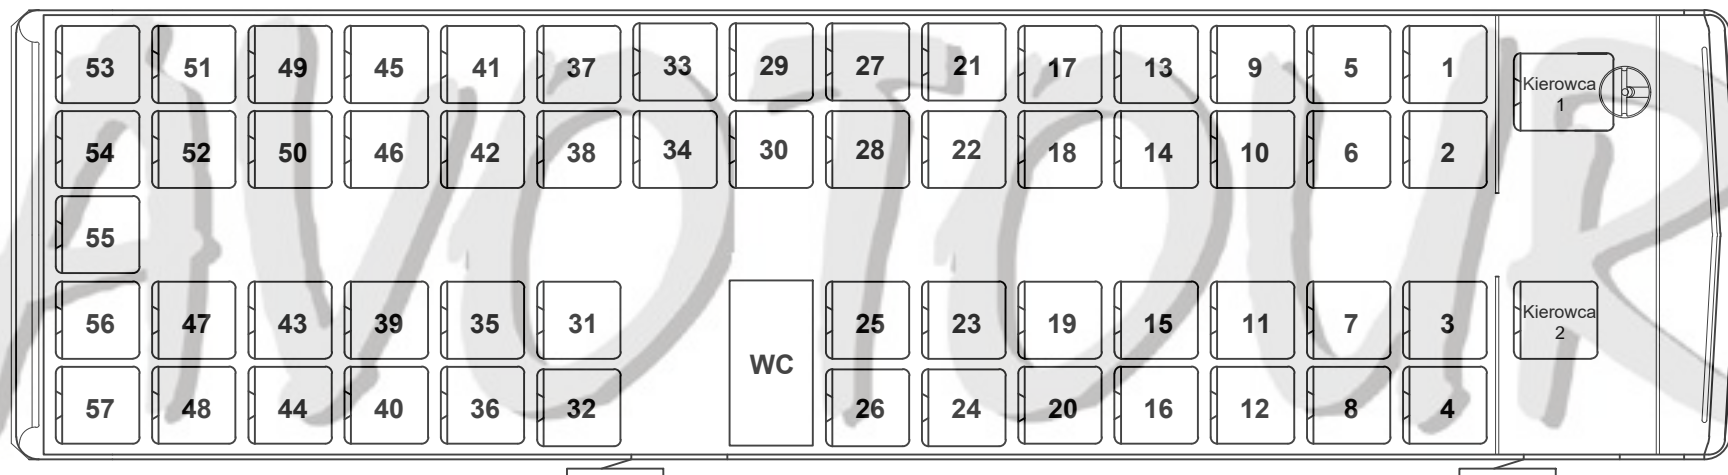 53 51 49 45 41 37 33 29 27 21 17 13 9 5 1
Kierowca
1
54 52 50 46 42 38 34 30 28 22 18 14 10 6 2
55
56 47 43 39 35 31 25 23 19 15 11 7 3
Kierowca
2
WC
57 48 44 40 36 32 26 24 20 16 12 8 4
AVOTOUR